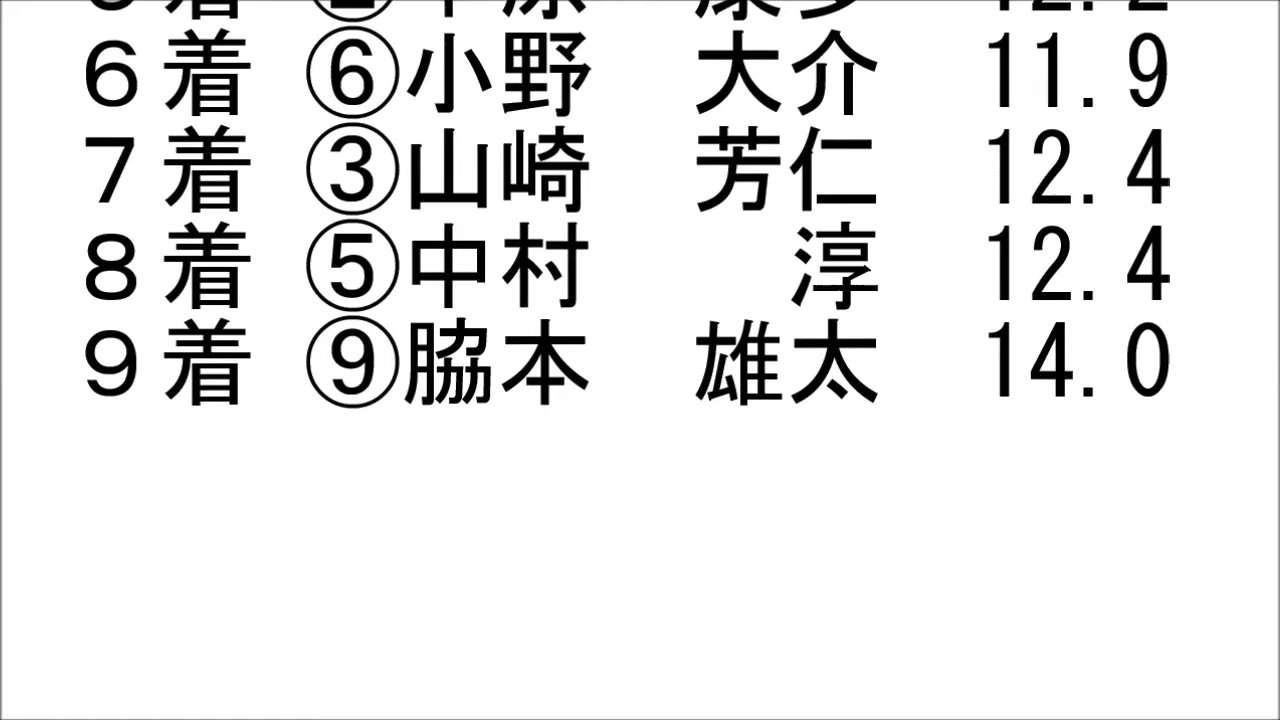 6着 ⑥小野 大介 11.9
7着 ③山崎 芳仁 12.4
8着 ⑤中村 淳 12.4
9着 ⑨脇本 雄太 14.0